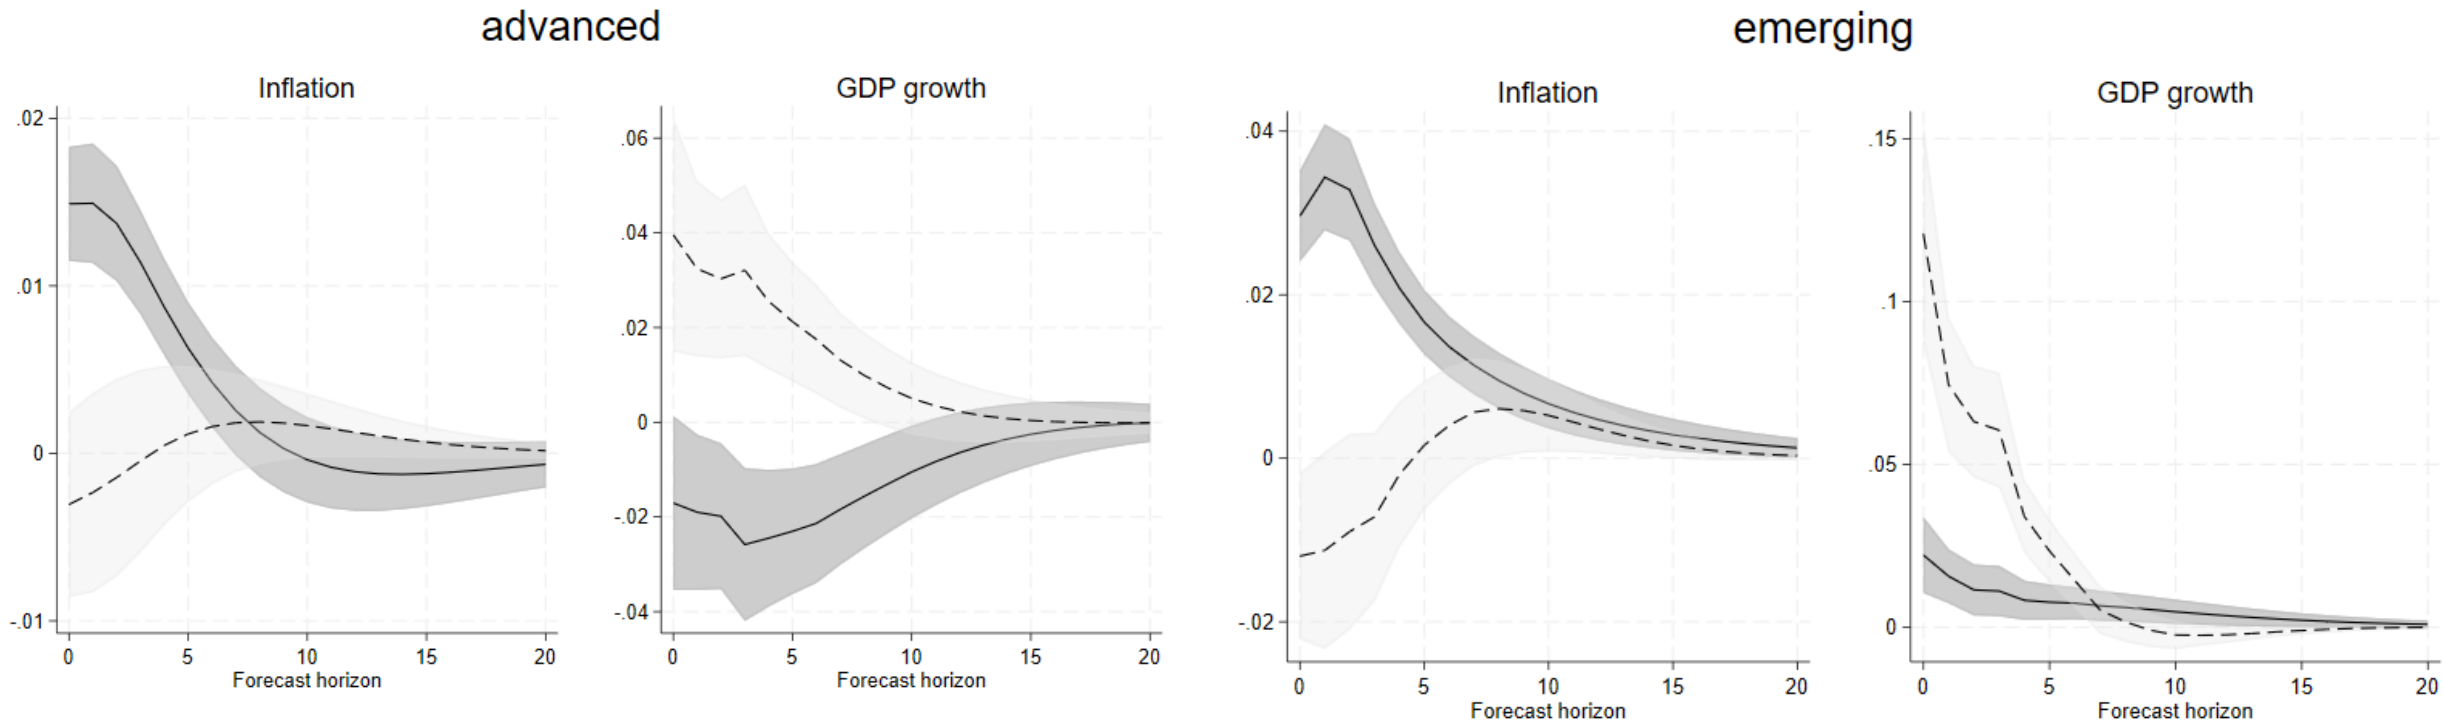 advanced
emerging
Inflation
GDP growth
Inflation
GDP growth
.02
.01
0
-.01
0 5 10 15 20
Forecast horizon
.06
.04
.02
0
-.02
-.04
0 5 10 15 20
Forecast horizon
.04
.02
0
-.02
0 5 10 15 20
Forecast horizon
.15
.1
.05
0
0 5 10 15 20
Forecast horizon